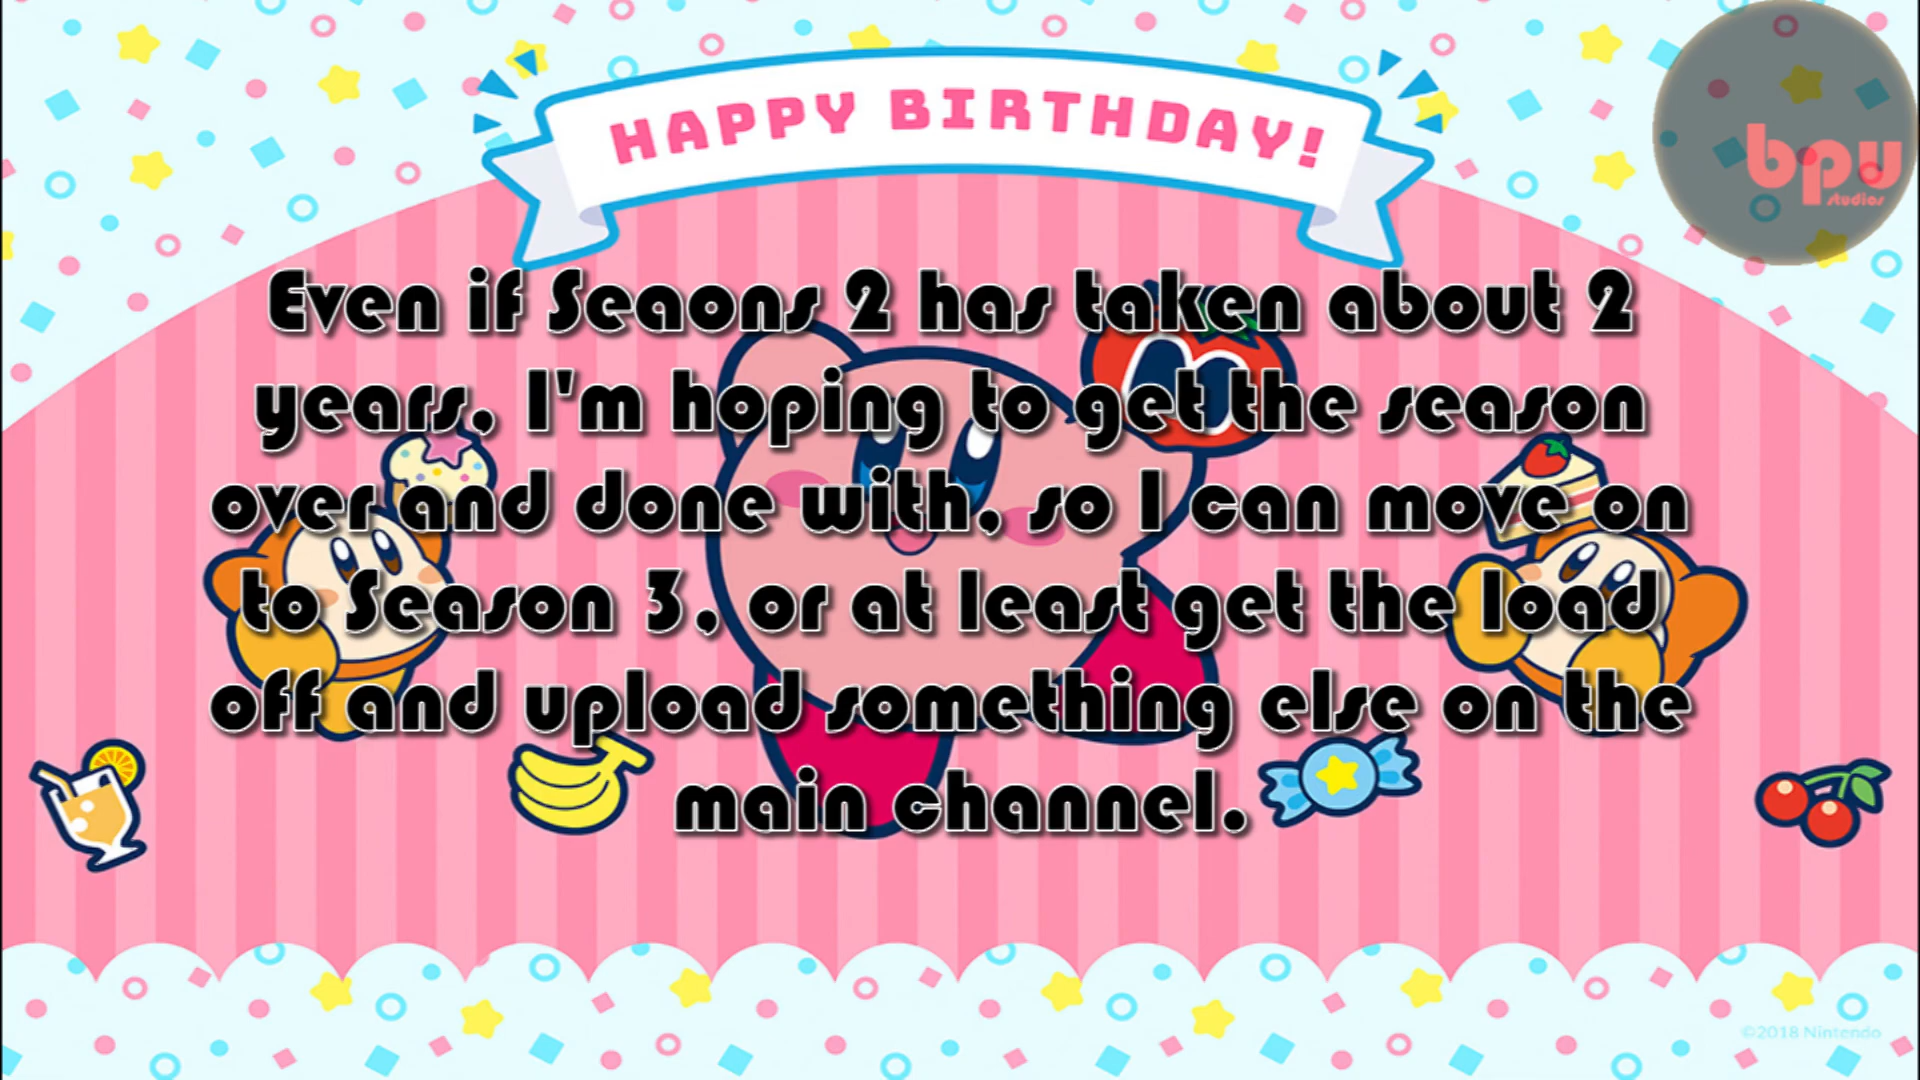 HAPPY BIRTHDAY!
bpu
studios
Even if Seaons 2 has taken about 2
years, I'm hoping to get the season
over and done with, so I can move on
to Season 3, or at least get the load
off and upload something else on the
main channel.
©2018 Nintendo